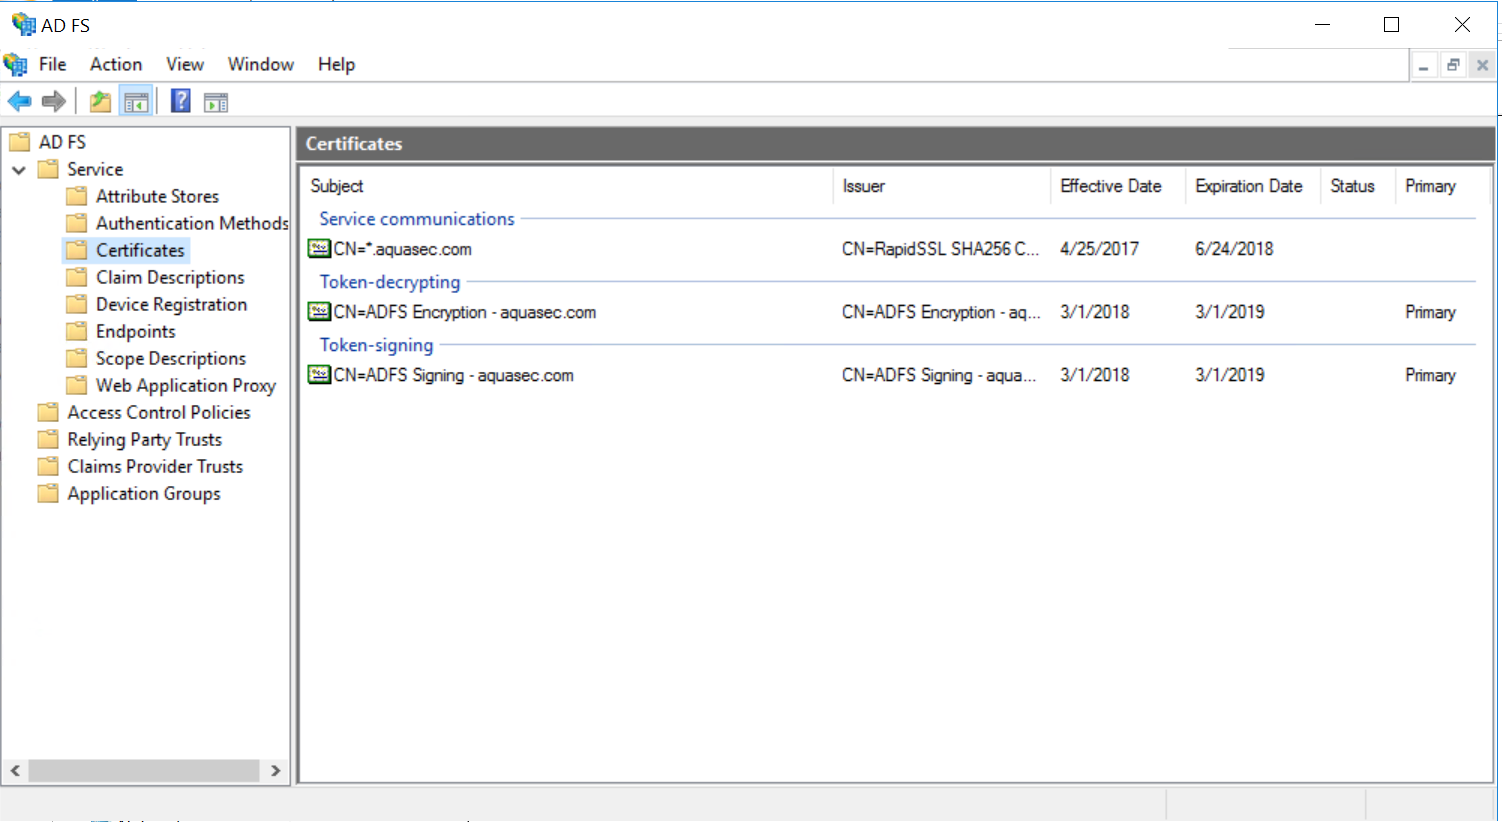 AD FS
File Action View Window Help
AD FS
Service
Attribute Stores
Authentication Methods
Certificates
Claim Descriptions
Device Registration
Endpoints
Scope Descriptions
Web Application Proxy
Access Control Policies
Relying Party Trusts
Claims Provider Trusts
Application Groups
Certificates
Subject Issuer Effective Date Expiration Date Status Primary
Service communications
CN=*.aquasec.com CN=RapidSSL SHA256 C... 4/25/2017 6/24/2018
Token-decrypting
CN=ADFS Encryption - aquasec.com CN=ADFS Encryption - aq... 3/1/2018 3/1/2019 Primary
Token-signing
CN=ADFS Signing - aquasec.com CN=ADFS Signing - aqua... 3/1/2018 3/1/2019 Primary